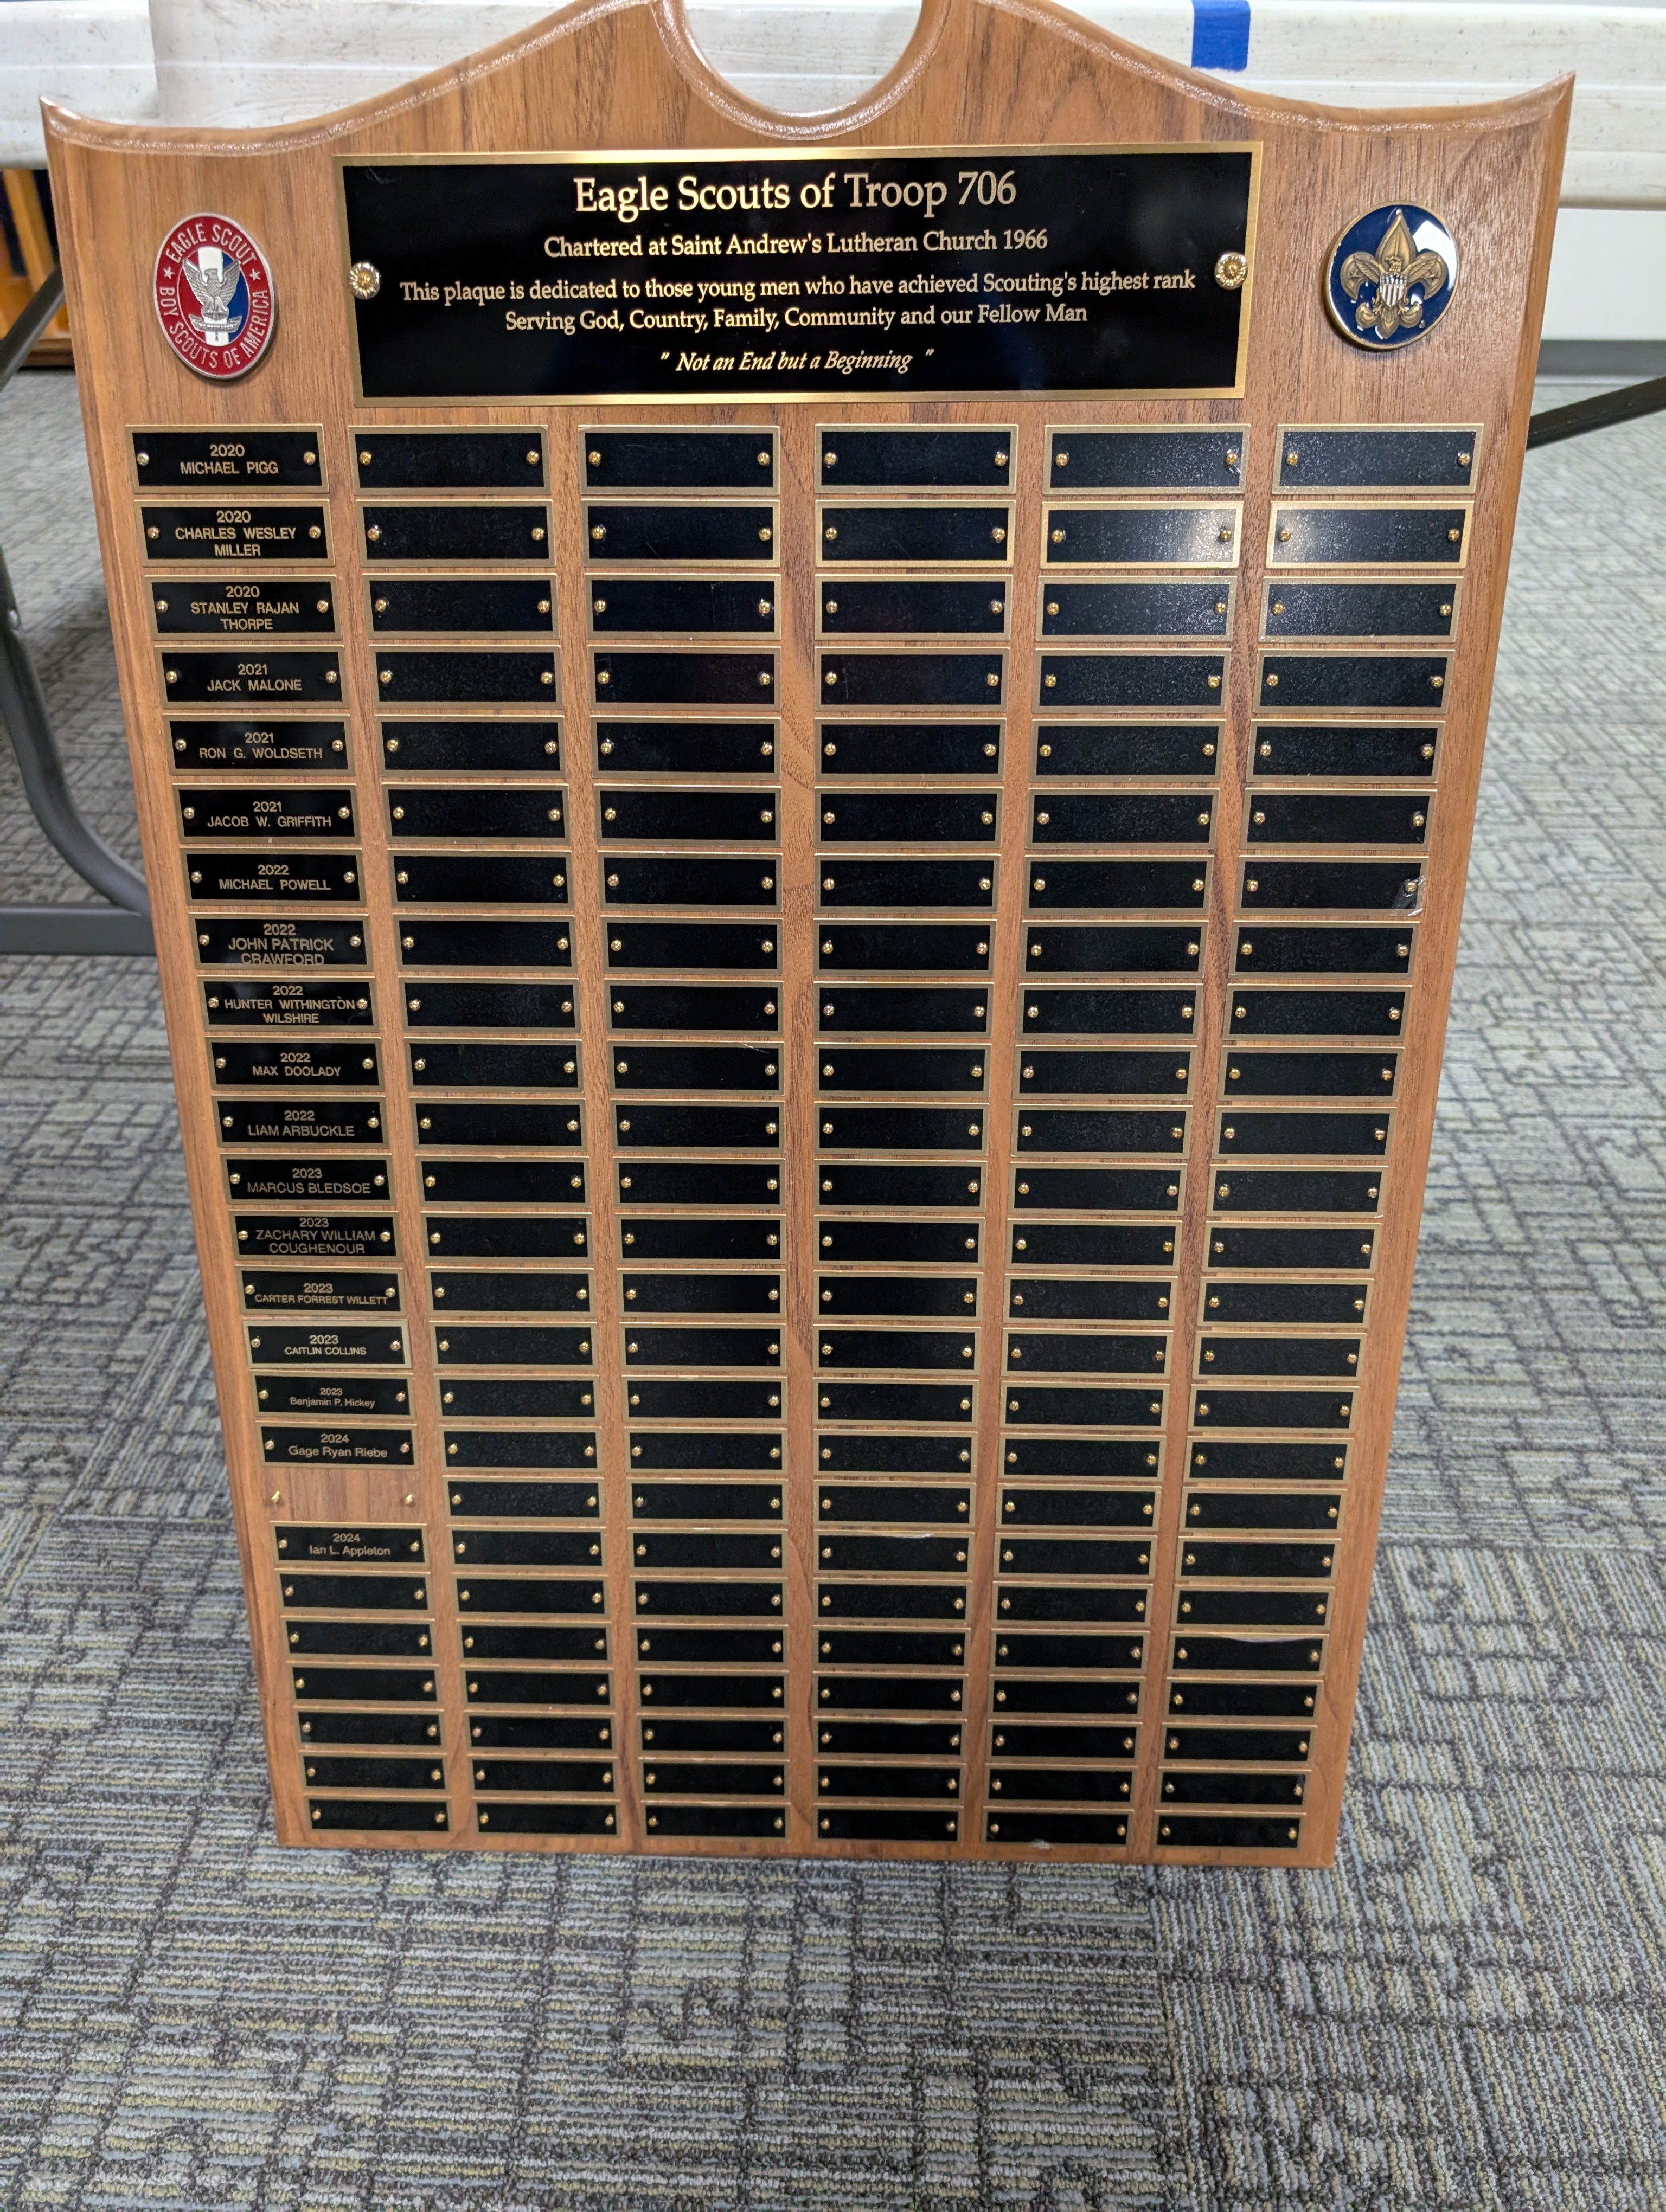 Eagle Scouts of Troop 706
Chartered at Saint Andrew's Lutheran Church 1966
This plaque is dedicated to those young men who have achieved Scouting's highest rank
Serving God, Country, Family, Community and our Fellow Man
" Not an End but a Beginning "
EAGLE SCOUT
BOY SCOUTS OF AMERICA
2020
MICHAEL PIGG
2020
CHARLES WESLEY
MILLER
2020
STANLEY RAJAN
THORPE
2021
JACK MALONE
2021
RON G. WOLDSETH
2021
JACOB W. GRIFFITH
2022
MICHAEL POWELL
2022
JOHN PATRICK
CRAWFORD
2022
HUNTER WITHINGTON
WILSHIRE
2022
MAX DOOLADY
2022
LIAM ARBUCKLE
2023
MARCUS BLEDSOE
2023
ZACHARY WILLIAM
COUGHENOUR
2023
CARTER FORREST WILLETT
2023
CAITLIN COLLINS
2023
Benjamin P. Hickey
2024
Gage Ryan Riebe
2024
Ian L. Appleton